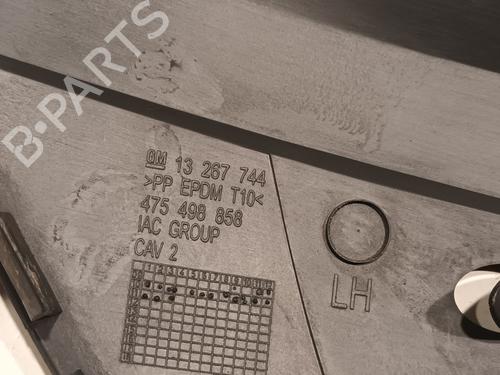 B-PARTS
GM 13 267 744
>PP EPDM T10<
475 498 858
IAC GROUP
CAV 2
LH